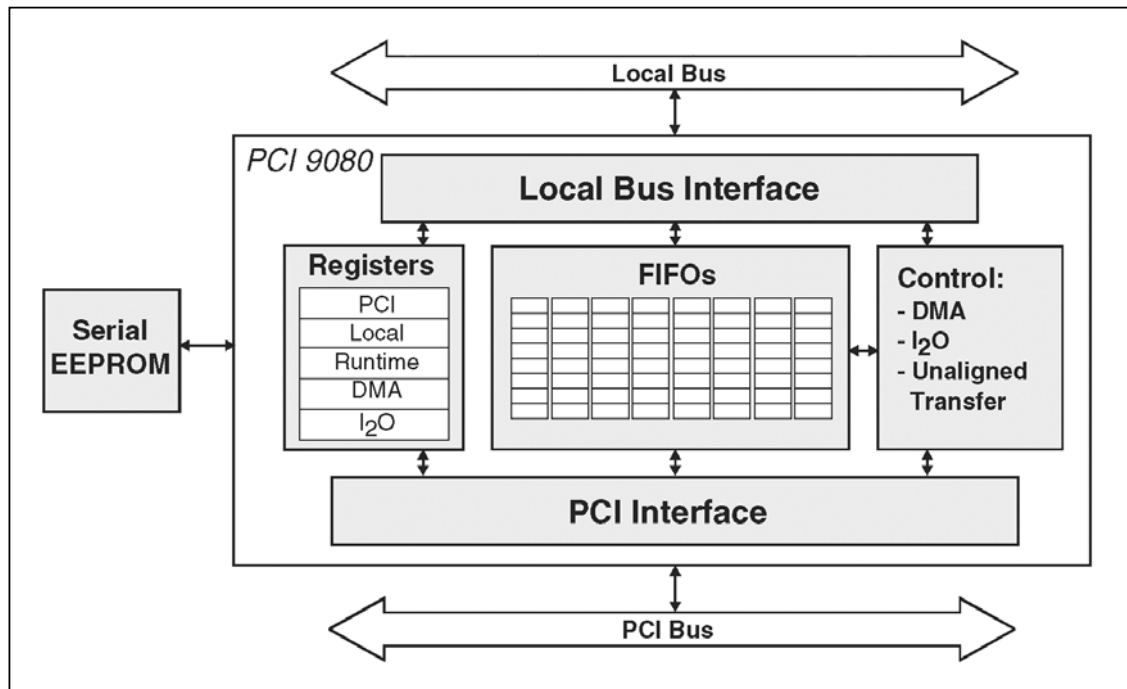 Local Bus
PCI 9080
Local Bus Interface
Registers
PCI
Local
Runtime
DMA
I₂O
FIFOs
Control:
- DMA
- I₂O
- Unaligned
Transfer
Serial
EEPROM
PCI Interface
PCI Bus